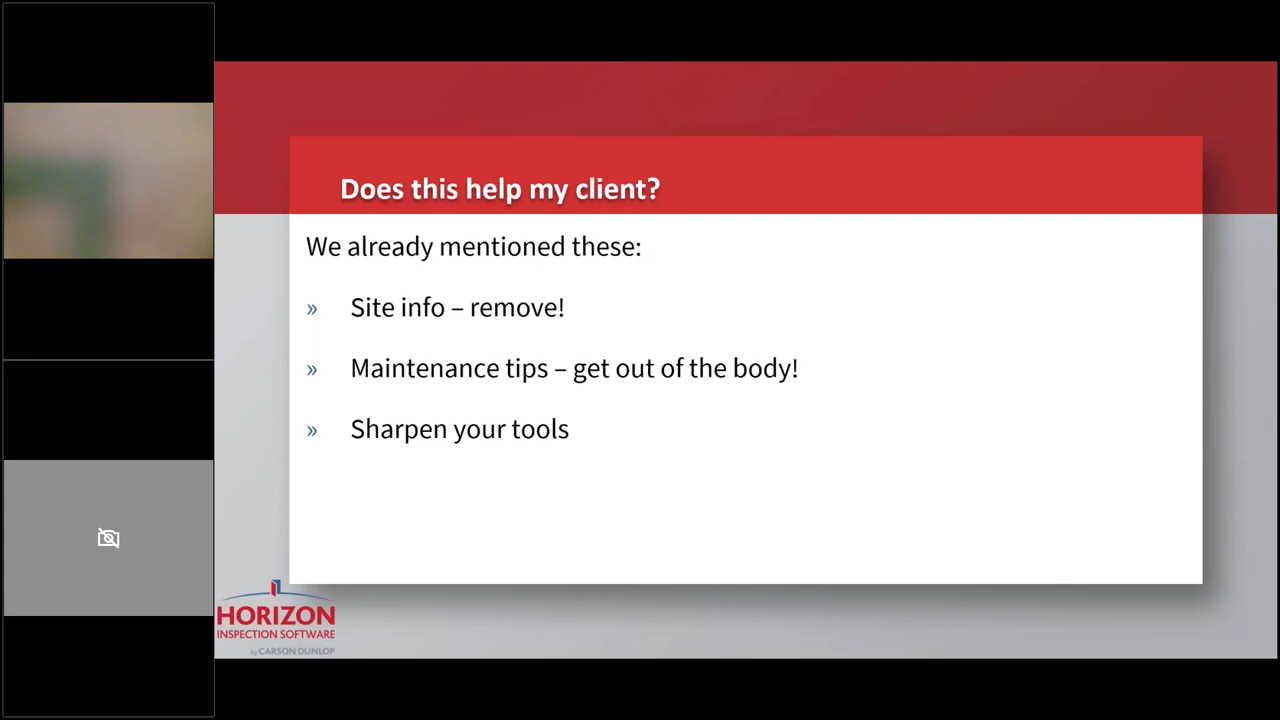 Does this help my client?
We already mentioned these:
» Site info – remove!
» Maintenance tips – get out of the body!
» Sharpen your tools
HORIZON
INSPECTION SOFTWARE
by CARSON DUNLOP